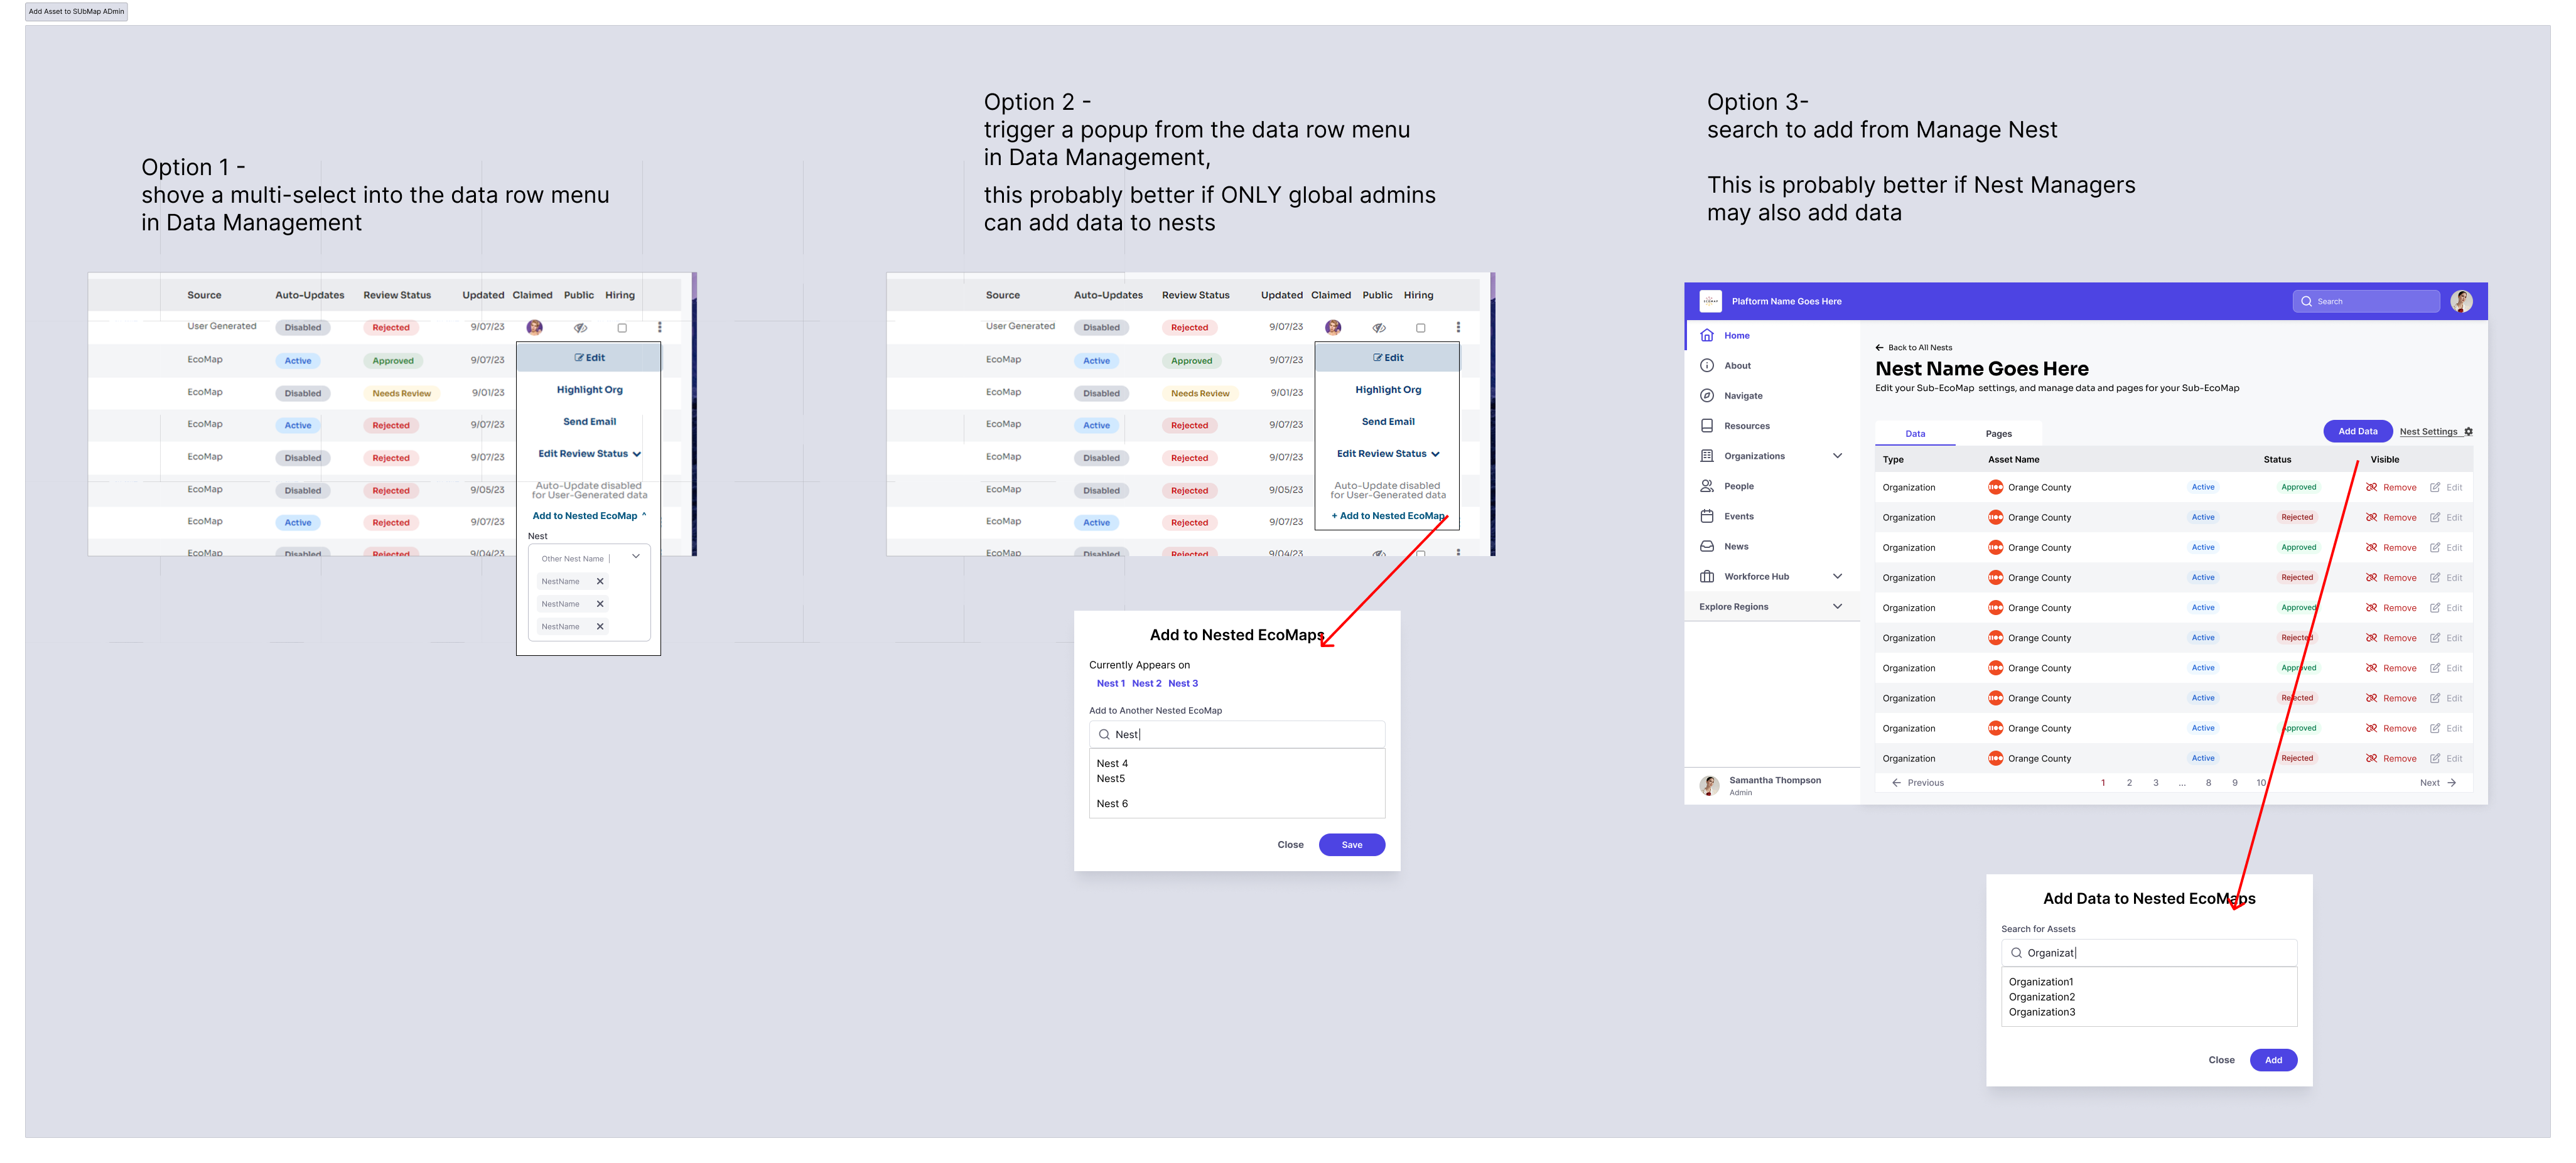 Add Asset to SUbMap ADmin
Option 1 -
shove a multi-select into the data row menu
in Data Management
Source Auto-Updates Review Status Updated Claimed Public Hiring
User Generated Disabled Rejected 9/07/23
EcoMap Active Approved 9/07/23
EcoMap Disabled Needs Review 9/01/23
EcoMap Active Rejected 9/07/23
EcoMap Disabled Rejected 9/07/23
EcoMap Disabled Rejected 9/05/23
EcoMap Active Rejected 9/07/23
EcoMap Disabled Rejected 9/04/23
Edit
Highlight Org
Send Email
Edit Review Status
Auto-Update disabled
for User-Generated data
Add to Nested EcoMap ^
Nest
Other Nest Name |
NestName
NestName
NestName
Option 2 -
trigger a popup from the data row menu
in Data Management,
this probably better if ONLY global admins
can add data to nests
Source Auto-Updates Review Status Updated Claimed Public Hiring
User Generated Disabled Rejected 9/07/23
EcoMap Active Approved 9/07/23
EcoMap Disabled Needs Review 9/01/23
EcoMap Active Rejected 9/07/23
EcoMap Disabled Rejected 9/07/23
EcoMap Disabled Rejected 9/05/23
EcoMap Active Rejected 9/07/23
EcoMap Disabled Rejected 9/04/23
Edit
Highlight Org
Send Email
Edit Review Status
Auto-Update disabled
for User-Generated data
+ Add to Nested EcoMap
Add to Nested EcoMaps
Currently Appears on
Nest 1 Nest 2 Nest 3
Add to Another Nested EcoMap
Nest|
Nest 4
Nest5
Nest 6
Close Save
Option 3-
search to add from Manage Nest
This is probably better if Nest Managers
may also add data
Plaftorm Name Goes Here Search
Home
About
Navigate
Resources
Organizations
People
Events
News
Workforce Hub
Explore Regions
Samantha Thompson
Admin
Back to All Nests
Nest Name Goes Here
Edit your Sub-EcoMap settings, and manage data and pages for your Sub-EcoMap
Data Pages Add Data Nest Settings
Type Asset Name Status Visible
Organization Orange County Active Approved Remove Edit
Organization Orange County Active Rejected Remove Edit
Organization Orange County Active Approved Remove Edit
Organization Orange County Active Rejected Remove Edit
Organization Orange County Active Approved Remove Edit
Organization Orange County Active Rejected Remove Edit
Organization Orange County Active Approved Remove Edit
Organization Orange County Active Rejected Remove Edit
Organization Orange County Active Approved Remove Edit
Organization Orange County Active Rejected Remove Edit
Previous 1 2 3 ... 8 9 10 Next
Add Data to Nested EcoMaps
Search for Assets
Organizat|
Organization1
Organization2
Organization3
Close Add